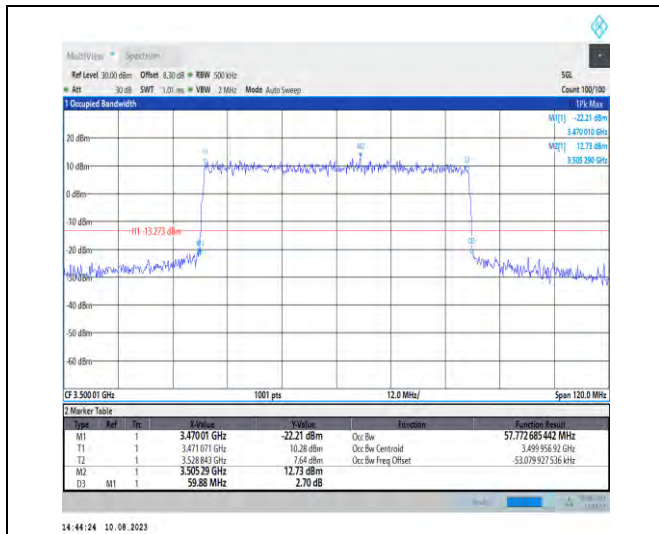 MultiView Spectrum
Ref Level 30.00 dBm Offset 8.30 dB RBW 500 kHz SGL
Att 30 dB SWT 1.01 ms VBW 2 MHz Mode Auto Sweep Count 100/100
1 Occupied Bandwidth 1Pk Max
M1[1] -22.21 dBm
3.470 010 GHz
M2[1] 12.73 dBm
3.505 290 GHz
20 dBm
T1 M2 T2
10 dBm
0 dBm
-10 dBm
H1 -13.273 dBm
M1 D3
-20 dBm
-30 dBm
-40 dBm
-50 dBm
-60 dBm
CF 3.500 01 GHz 1001 pts 12.0 MHz/ Span 120.0 MHz
2 Marker Table
Type Ref Trc X-Value Y-Value Function Function Result
M1 1 3.47001 GHz -22.21 dBm Occ Bw 57.772 685 442 MHz
T1 1 3.471 071 GHz 10.28 dBm Occ Bw Centroid 3.499 956 92 GHz
T2 1 3.528 843 GHz 7.64 dBm Occ Bw Freq Offset -53.079 927 536 kHz
M2 1 3.505 29 GHz 12.73 dBm
D3 M1 1 59.88 MHz 2.70 dB
14:44:24 10.08.2023